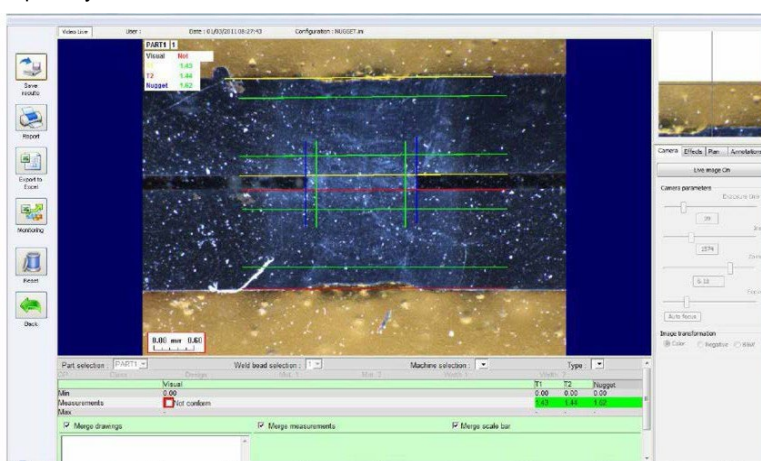 Video Live User : Date : 01/03/2011 08:27:43 Configuration : NUGGET.ini
PART1 1
Visual Not
1.43
T2 1.44
Nugget 1.62
Save results
Report
Export to Excel
Monitoring
Reset
Back
0.00 mm 0.60
Camera Effects Plan Annotations
Live image On
Camera parameters
39
1574
Auto focus
Image transformation
Color Negative
Part selection : PART1 Weld bead selection : 1 Machine selection : Type :
Visual T1 T2 Nugget
Min 0.00 0.00 0.00 0.00
Measurements Not conform 1.43 1.44 1.62
Max - - - -
Merge drawings Merge measurements Merge scale bar